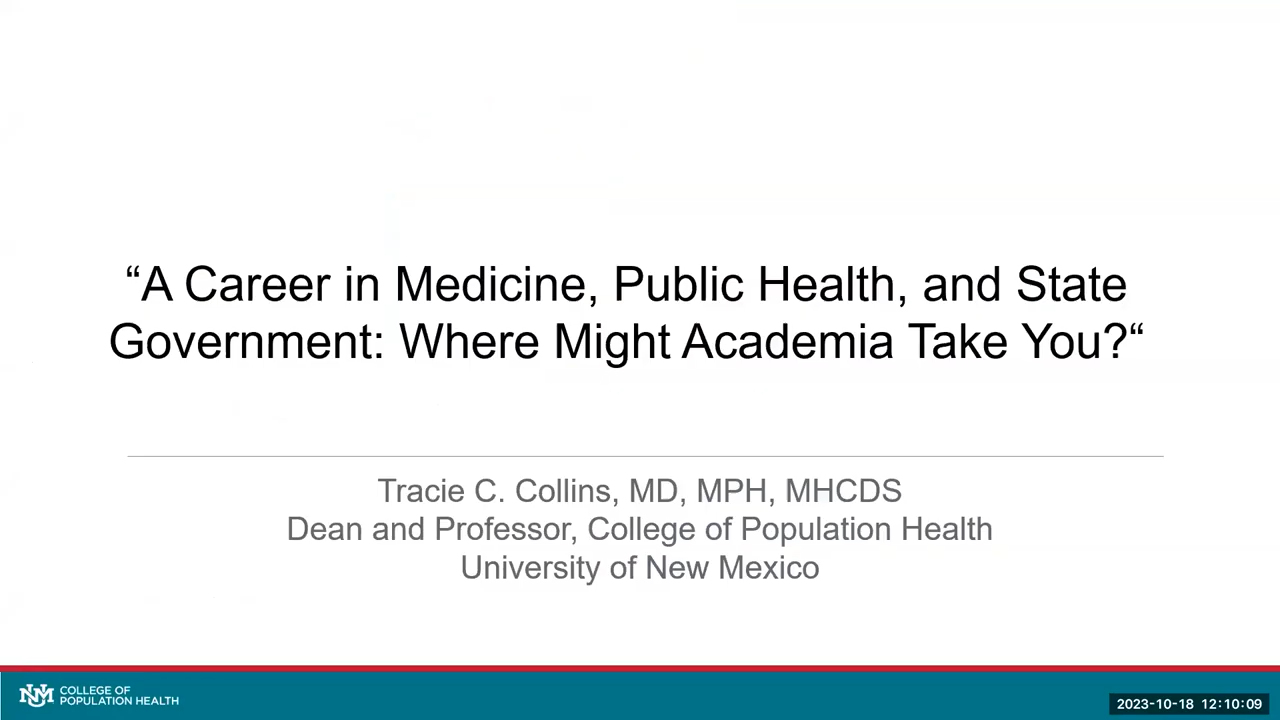 “A Career in Medicine, Public Health, and State
Government: Where Might Academia Take You?“
Tracie C. Collins, MD, MPH, MHCDS
Dean and Professor, College of Population Health
University of New Mexico
UNM
COLLEGE OF
POPULATION HEALTH
2023-10-18 12:10:09